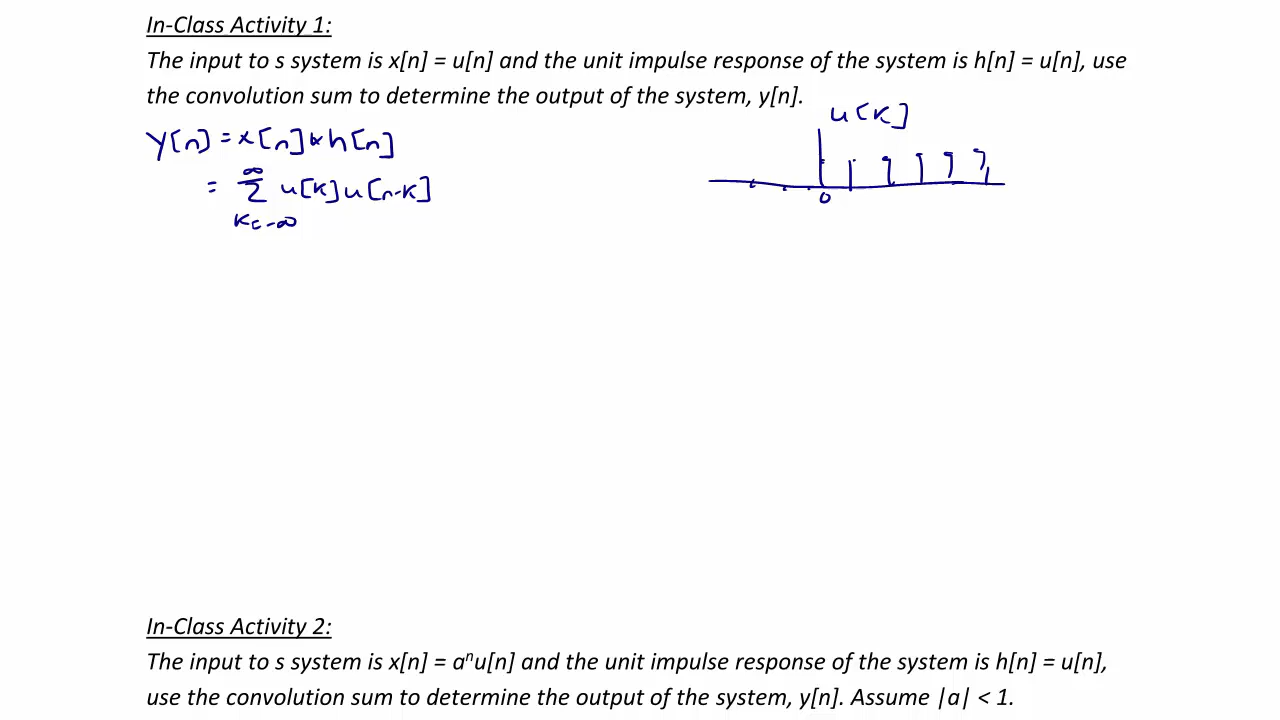 In-Class Activity 1:
The input to s system is x[n] = u[n] and the unit impulse response of the system is h[n] = u[n], use
the convolution sum to determine the output of the system, y[n].
u[k]
y[n] = x[n] * h[n]
= ∑ u[k]u[n-k]
∞
k=-∞
0
In-Class Activity 2:
The input to s system is x[n] = aⁿu[n] and the unit impulse response of the system is h[n] = u[n],
use the convolution sum to determine the output of the system, y[n]. Assume |a| < 1.